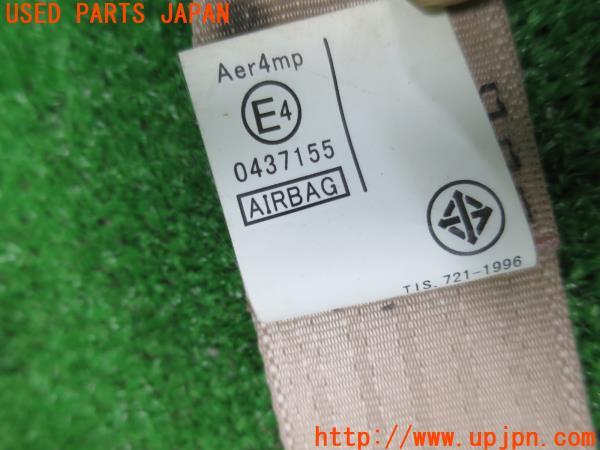 USED PARTS JAPAN
Aer4mp
E4
0437155
AIRBAG
TIS. 721-1996
http://www.upjpn.com